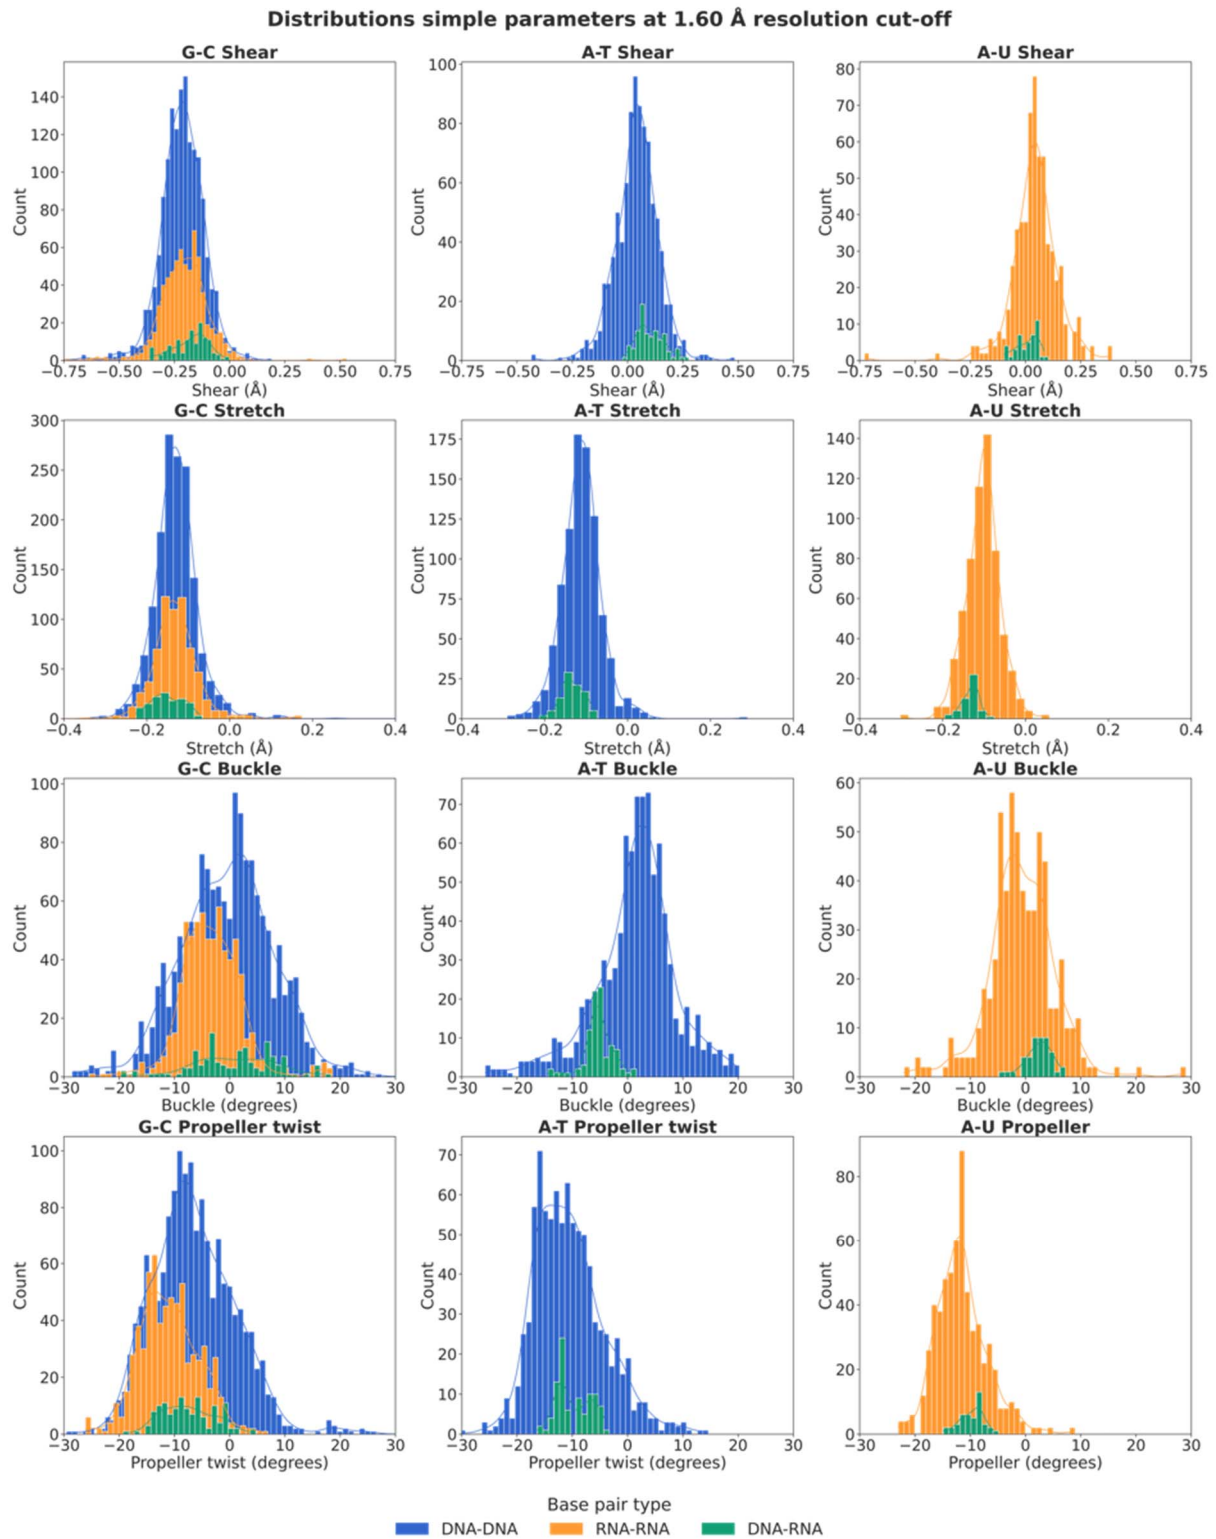 Distributions simple parameters at 1.60 Å resolution cut-off
G-C Shear
A-T Shear
A-U Shear
140
120
100
80
60
40
20
0
Count
−0.75 −0.50 −0.25 0.00 0.25 0.50 0.75
Shear (Å)
100
80
60
40
20
0
Count
−0.75 −0.50 −0.25 0.00 0.25 0.50 0.75
Shear (Å)
80
70
60
50
40
30
20
10
0
Count
−0.75 −0.50 −0.25 0.00 0.25 0.50 0.75
Shear (Å)
G-C Stretch
A-T Stretch
A-U Stretch
300
250
200
150
100
50
0
Count
−0.4 −0.2 0.0 0.2 0.4
Stretch (Å)
175
150
125
100
75
50
25
0
Count
−0.4 −0.2 0.0 0.2 0.4
Stretch (Å)
140
120
100
80
60
40
20
0
Count
−0.4 −0.2 0.0 0.2 0.4
Stretch (Å)
G-C Buckle
A-T Buckle
A-U Buckle
100
80
60
40
20
0
Count
−30 −20 −10 0 10 20 30
Buckle (degrees)
70
60
50
40
30
20
10
0
Count
−30 −20 −10 0 10 20 30
Buckle (degrees)
60
50
40
30
20
10
0
Count
−30 −20 −10 0 10 20 30
Buckle (degrees)
G-C Propeller twist
A-T Propeller twist
A-U Propeller
100
80
60
40
20
0
Count
−30 −20 −10 0 10 20 30
Propeller twist (degrees)
70
60
50
40
30
20
10
0
Count
−30 −20 −10 0 10 20 30
Propeller twist (degrees)
80
60
40
20
0
Count
−30 −20 −10 0 10 20 30
Propeller (degrees)
Base pair type
DNA-DNA RNA-RNA DNA-RNA